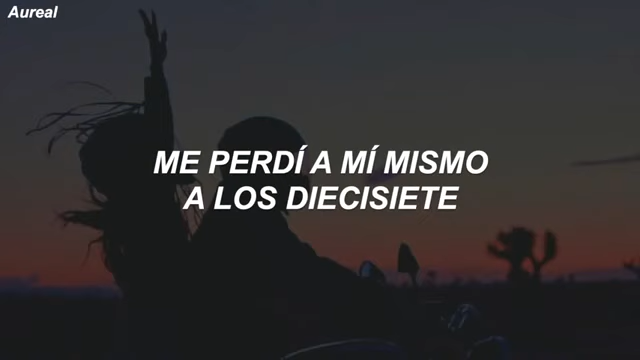 Aureal
ME PERDÍ A MÍ MISMO
A LOS DIECISIETE